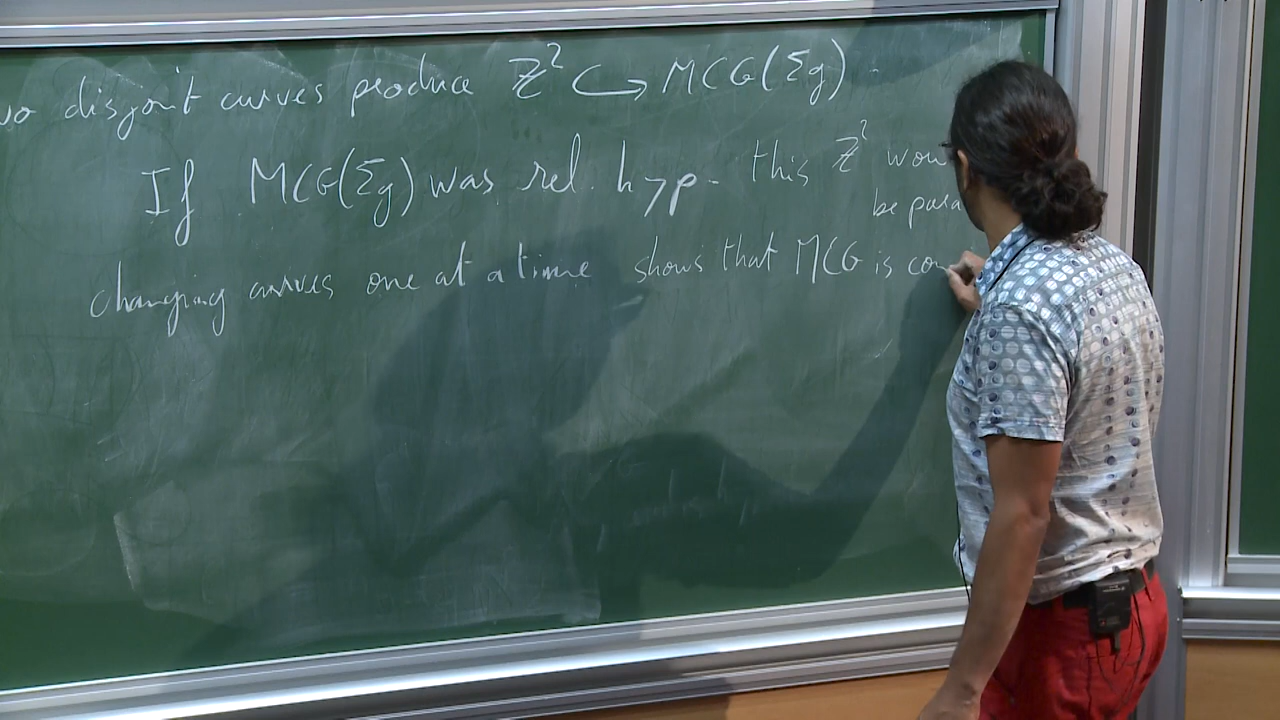 wo disjoint curves produce ℤ² ↪ MCG(Σg) .
If MCG(Σg) was rel. hyp. this ℤ² wou
be para
changing curves one at a time shows that MCG is con